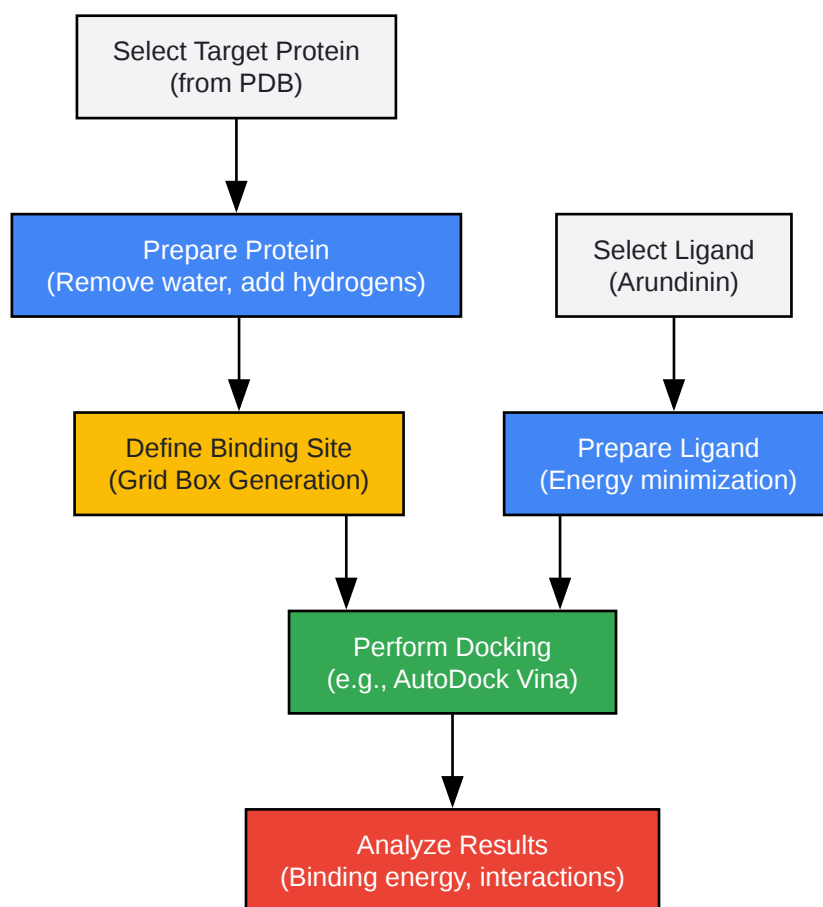 Select Target Protein
(from PDB)
Prepare Protein
(Remove water, add hydrogens)
Select Ligand
(Arundinin)
Define Binding Site
(Grid Box Generation)
Prepare Ligand
(Energy minimization)
Perform Docking
(e.g., AutoDock Vina)
Analyze Results
(Binding energy, interactions)